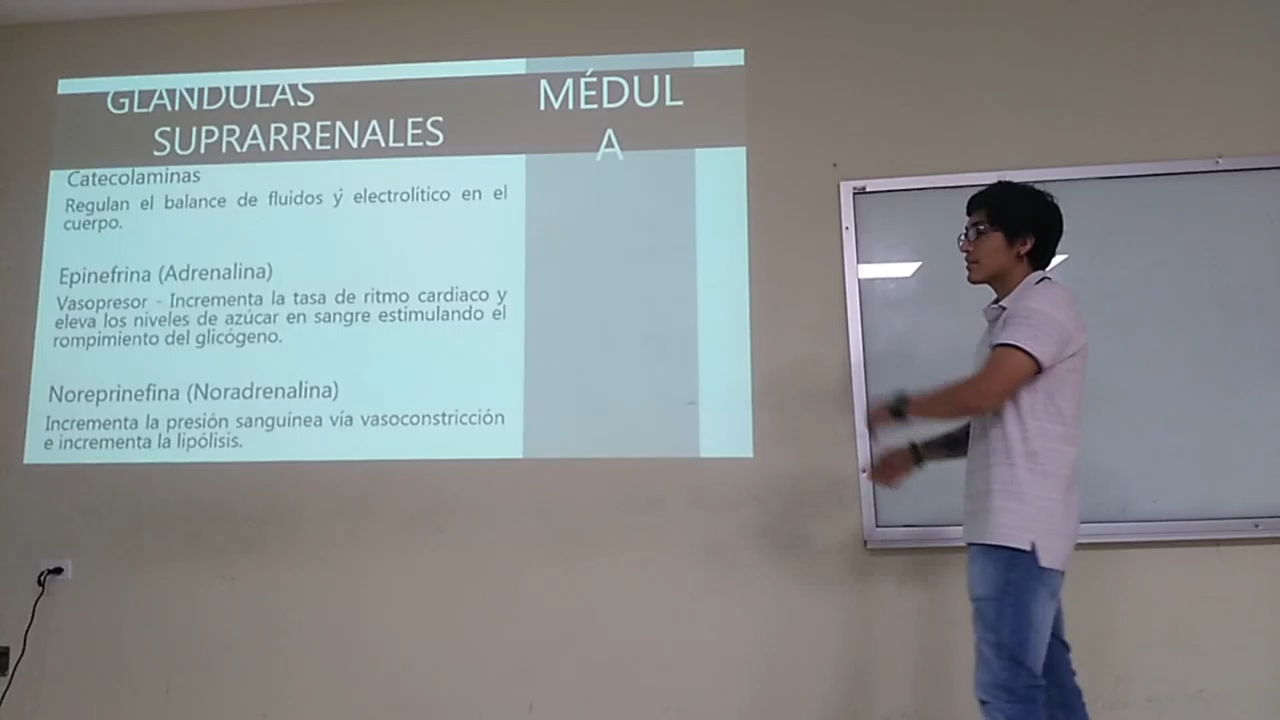 GLÁNDULAS
SUPRARRENALES
MÉDUL
A
Catecolaminas
Regulan el balance de fluidos y electrolítico en el
cuerpo.
Epinefrina (Adrenalina)
Vasopresor - Incrementa la tasa de ritmo cardiaco y
eleva los niveles de azúcar en sangre estimulando el
rompimiento del glicógeno.
Noreprinefina (Noradrenalina)
Incrementa la presión sanguínea vía vasoconstricción
e incrementa la lipólisis.